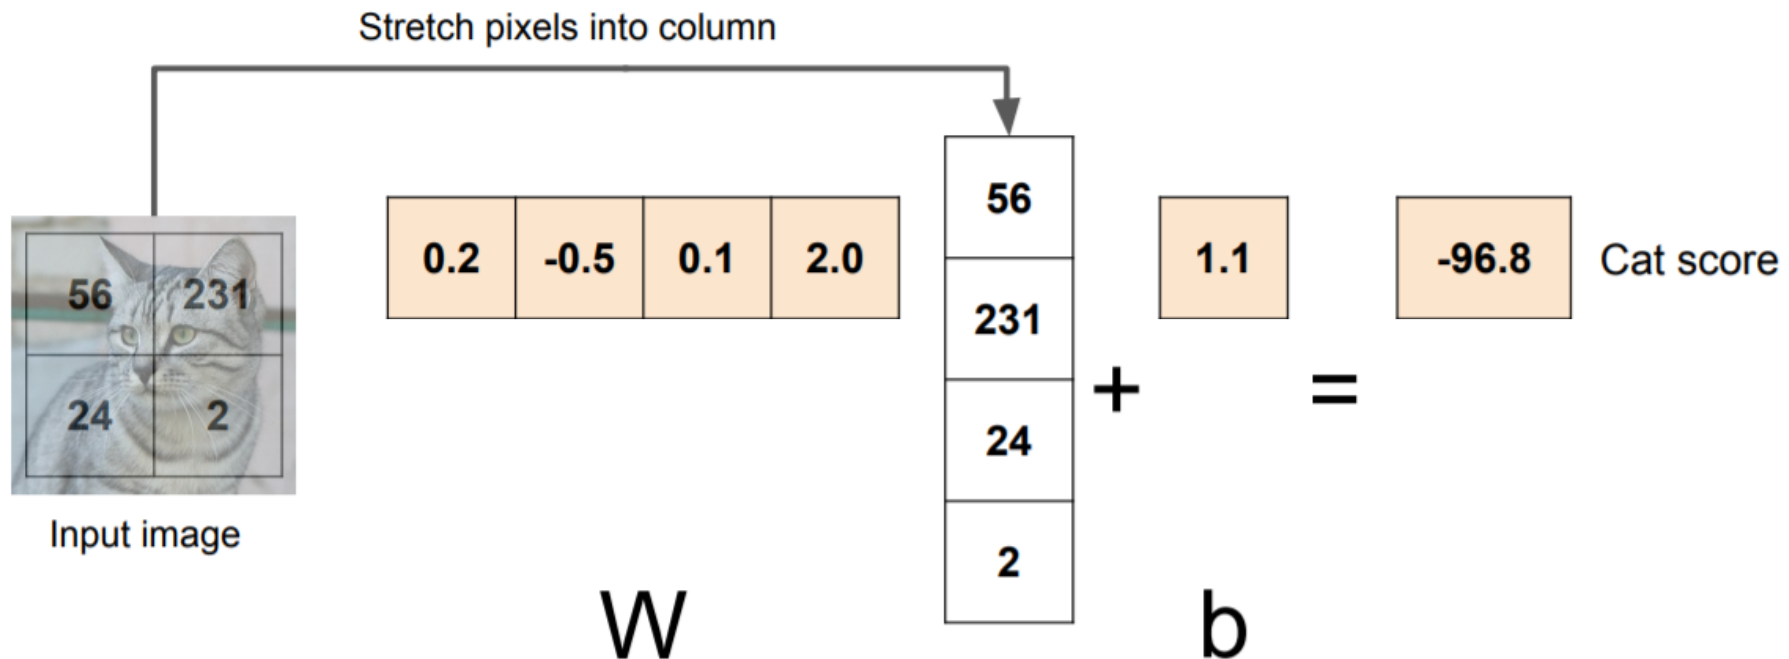 Stretch pixels into column
56 231
24 2
Input image
0.2 -0.5 0.1 2.0
W
56
231
24
2
+
1.1
b
=
-96.8 Cat score